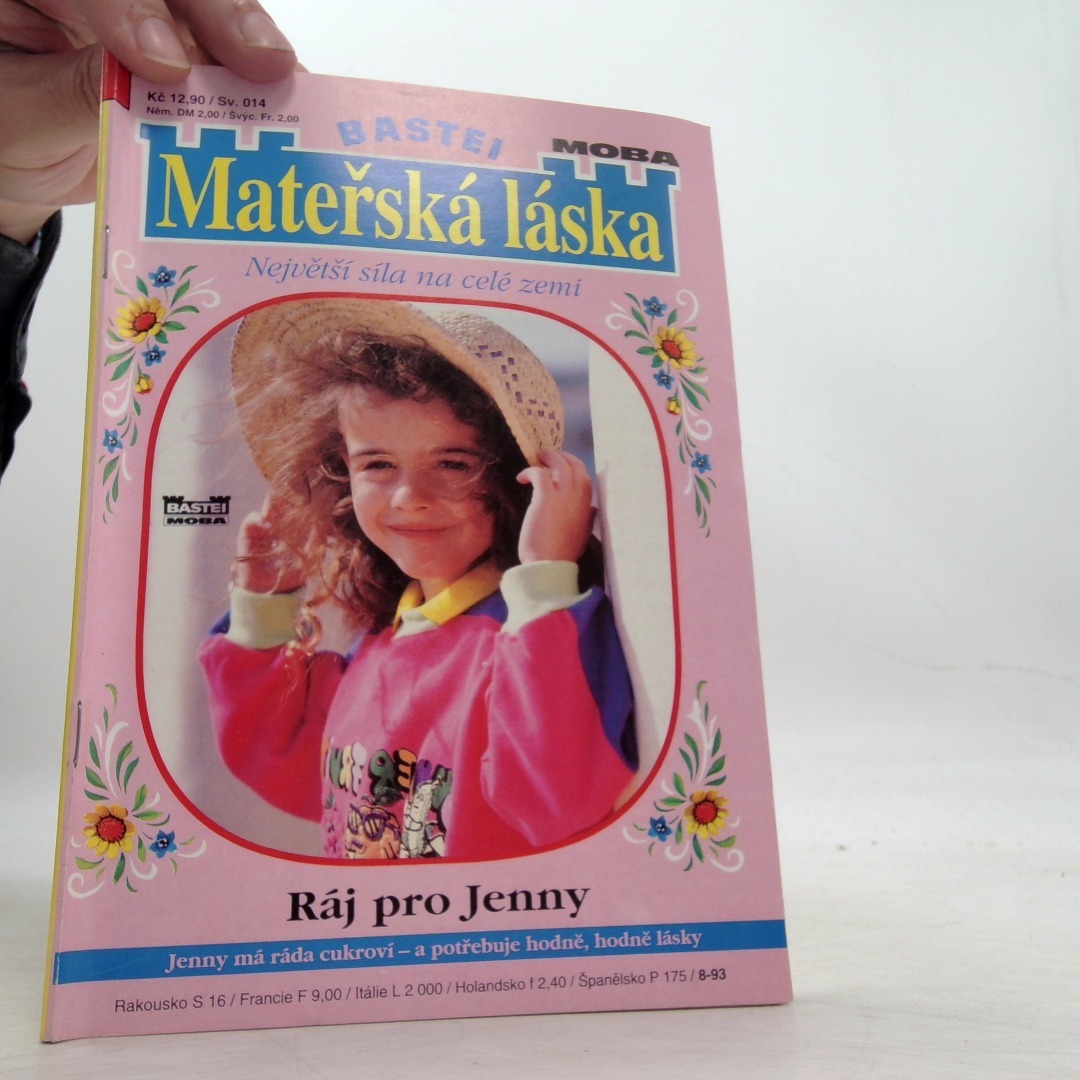 Kč 12,90 / Sv. 014
Něm. DM 2,00 / Švýc. Fr. 2,00
BASTEI
MOBA
Mateřská láska
Největší síla na celé zemi
BASTEI
MOBA
Ráj pro Jenny
Jenny má ráda cukroví – a potřebuje hodně, hodně lásky
Rakousko S 16 / Francie F 9,00 / Itálie L 2 000 / Holandsko f 2,40 / Španělsko P 175 / 8-93